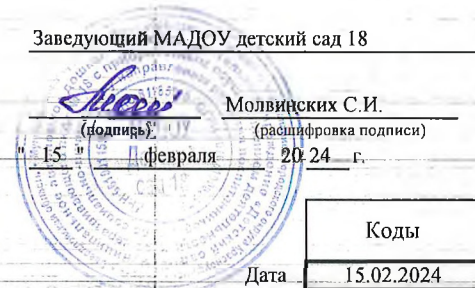 Заведующий МАДОУ детский сад 18
Молвинских С.И.
(подпись) (расшифровка подписи)
" 15 " февраля 20 24 г.
Коды
Дата 15.02.2024